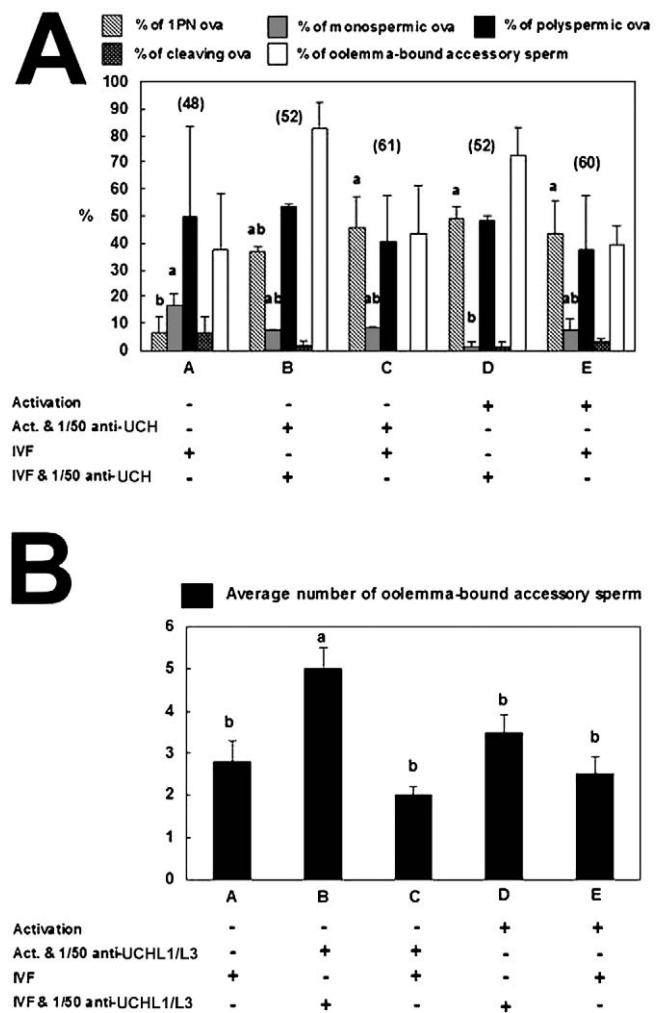 A
% of 1PN ova % of monospermic ova % of polyspermic ova
% of cleaving ova % of oolemma-bound accessory sperm
100
90
80
70
60
50
40
30
20
10
0
%
(48) (52) (61) (52) (60)
b a ab ab a ab a b a ab
A B C D E
Activation - - - + +
Act. & 1/50 anti-UCH - + + - -
IVF + - + - +
IVF & 1/50 anti-UCH - + - + -
B
Average number of oolemma-bound accessory sperm
6
5
4
3
2
1
0
b a b b b
A B C D E
Activation - - - + +
Act. & 1/50 anti-UCHL1/L3 - + + - -
IVF + - + - +
IVF & 1/50 anti-UCHL1/L3 - + - + -